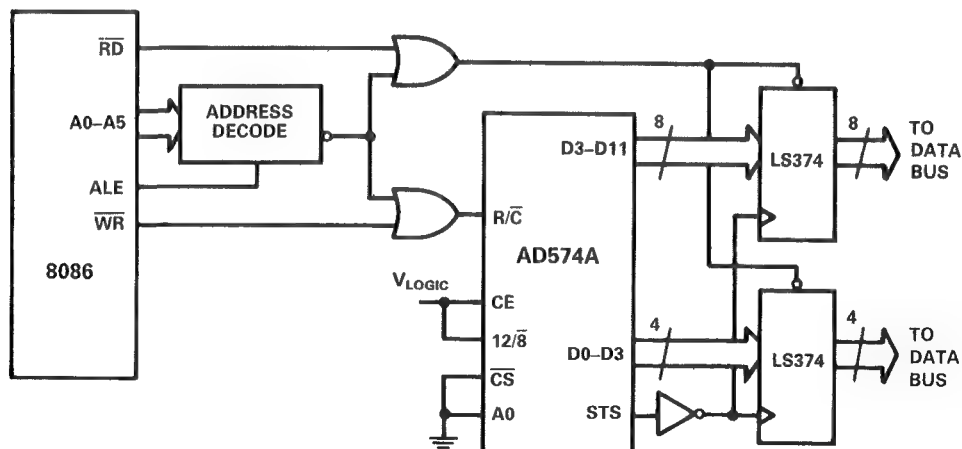 RD
A0–A5
ALE
WR
8086
ADDRESS
DECODE
VLOGIC
R/C
AD574A
CE
12/8
CS
A0
D3–D11
D0–D3
STS
8
LS374
8
TO
DATA
BUS
4
LS374
4
TO
DATA
BUS